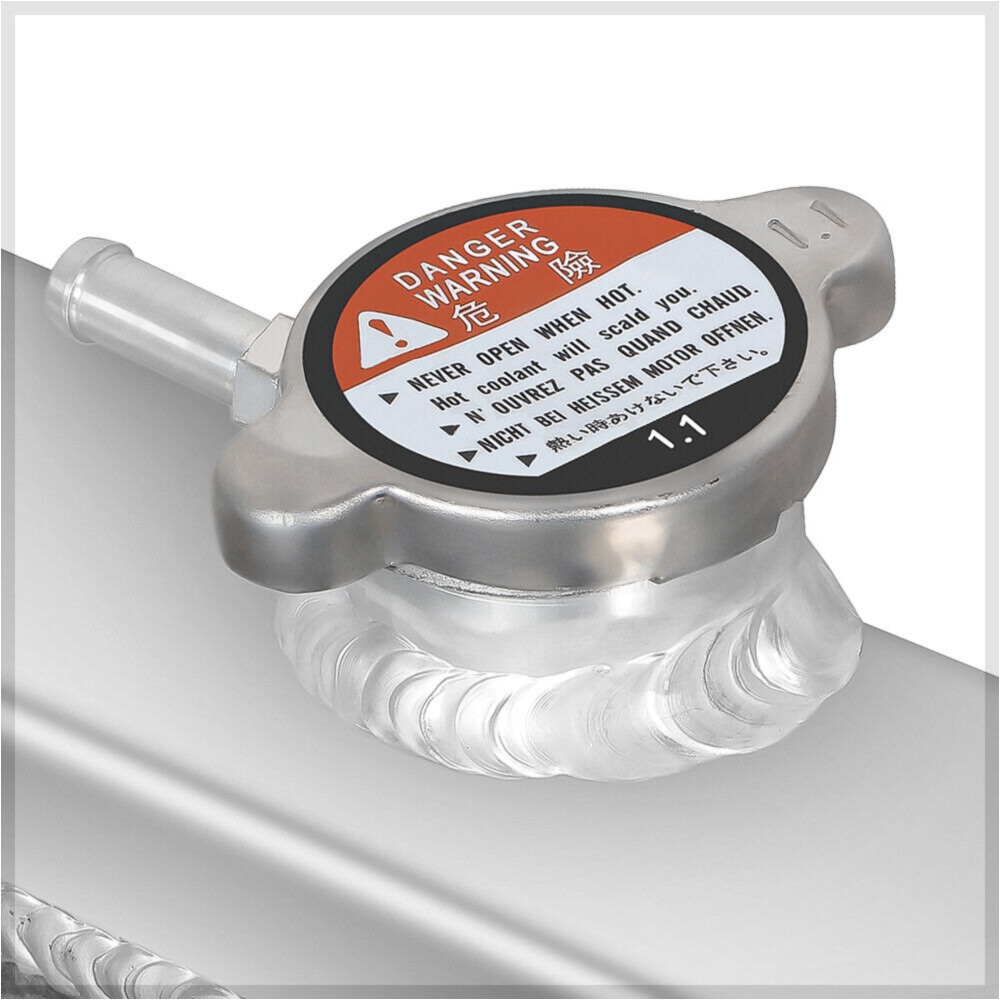 1.1
DANGER
WARNING
危 險
NEVER OPEN WHEN HOT.
Hot coolant will scald you.
N' OUVREZ PAS QUAND CHAUD.
NICHT BEI HEISSEM MOTOR OFFNEN.
熱い時あけないで下さい。
1.1